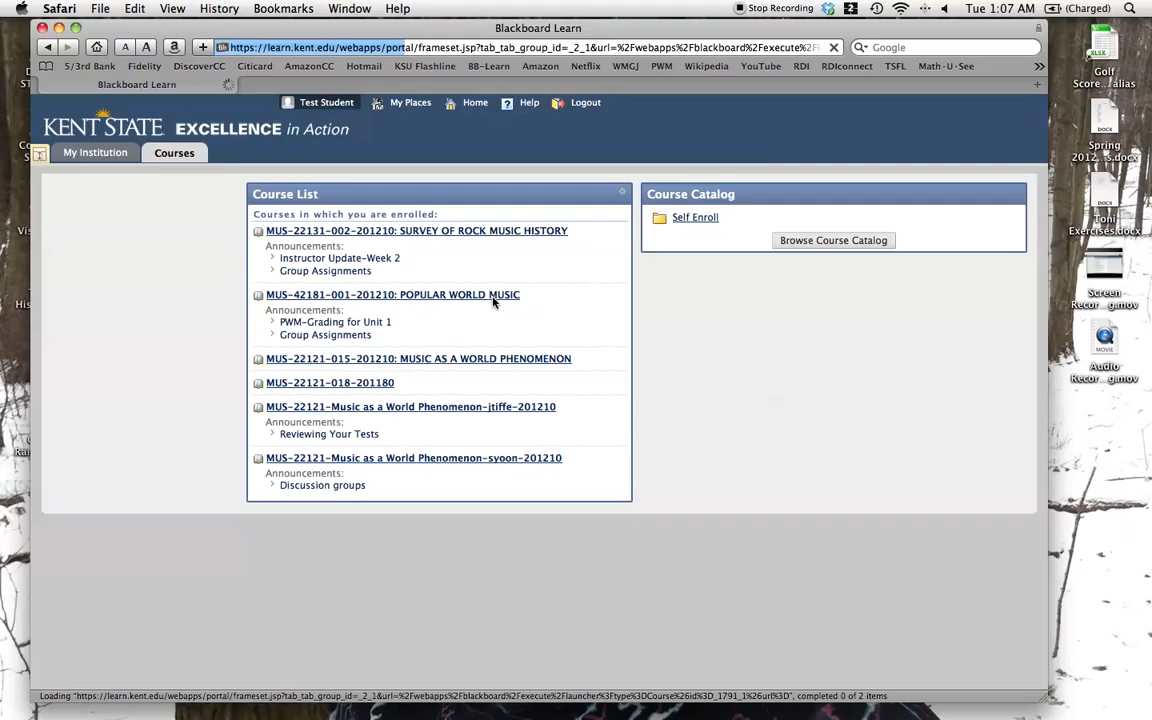 Safari File Edit View History Bookmarks Window Help Stop Recording 2 Tue 1:07 AM (Charged)
Blackboard Learn
A A a + https://learn.kent.edu/webapps/portal/frameset.jsp?tab_tab_group_id=_2_1&url=%2Fwebapps%2Fblackboard%2Fexecute%2Fl Google
5/3rd Bank Fidelity DiscoverCC Citicard AmazonCC Hotmail KSU Flashline BB-Learn Amazon Netflix WMGJ PWM Wikipedia YouTube RDI RDIconnect TSFL Math-U-See
Blackboard Learn
Test Student My Places Home Help Logout
KENT STATE EXCELLENCE in Action
My Institution Courses
Course List
Courses in which you are enrolled:
MUS-22131-002-201210: SURVEY OF ROCK MUSIC HISTORY
Announcements:
Instructor Update-Week 2
Group Assignments
MUS-42181-001-201210: POPULAR WORLD MUSIC
Announcements:
PWM-Grading for Unit 1
Group Assignments
MUS-22121-015-201210: MUSIC AS A WORLD PHENOMENON
MUS-22121-018-201180
MUS-22121-Music as a World Phenomenon-jtiffe-201210
Announcements:
Reviewing Your Tests
MUS-22121-Music as a World Phenomenon-syoon-201210
Announcements:
Discussion groups
Course Catalog
Self Enroll
Browse Course Catalog
XLSX
Golf
Score...alias
DOCX
Spring
2012...s.docx
DOCX
Toni
Exercises.docx
Screen
Recor...g.mov
MOVIE
Audio
Recor...g.mov
Loading "https://learn.kent.edu/webapps/portal/frameset.jsp?tab_tab_group_id=_2_1&url=%2Fwebapps%2Fblackboard%2Fexecute%2Flauncher%3Ftype%3DCourse%26id%3D_1791_1%26url%3D", completed 0 of 2 items